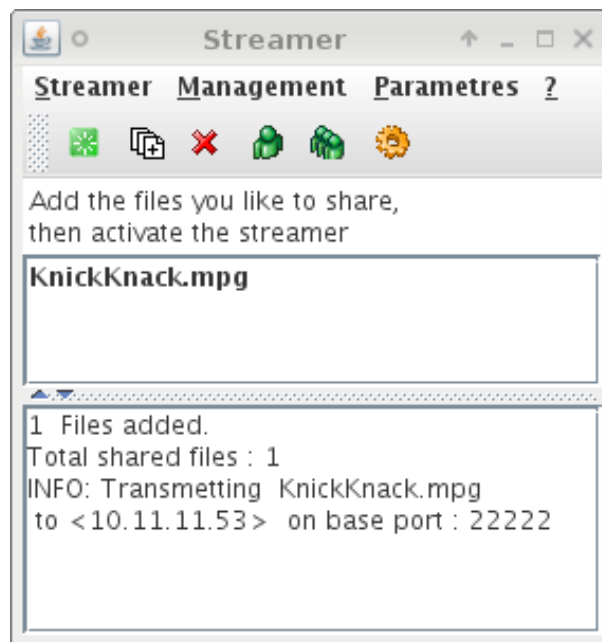 Streamer
Streamer Management Parametres ?
Add the files you like to share,
then activate the streamer
KnickKnack.mpg
1 Files added.
Total shared files : 1
INFO: Transmetting KnickKnack.mpg
to <10.11.11.53> on base port : 22222